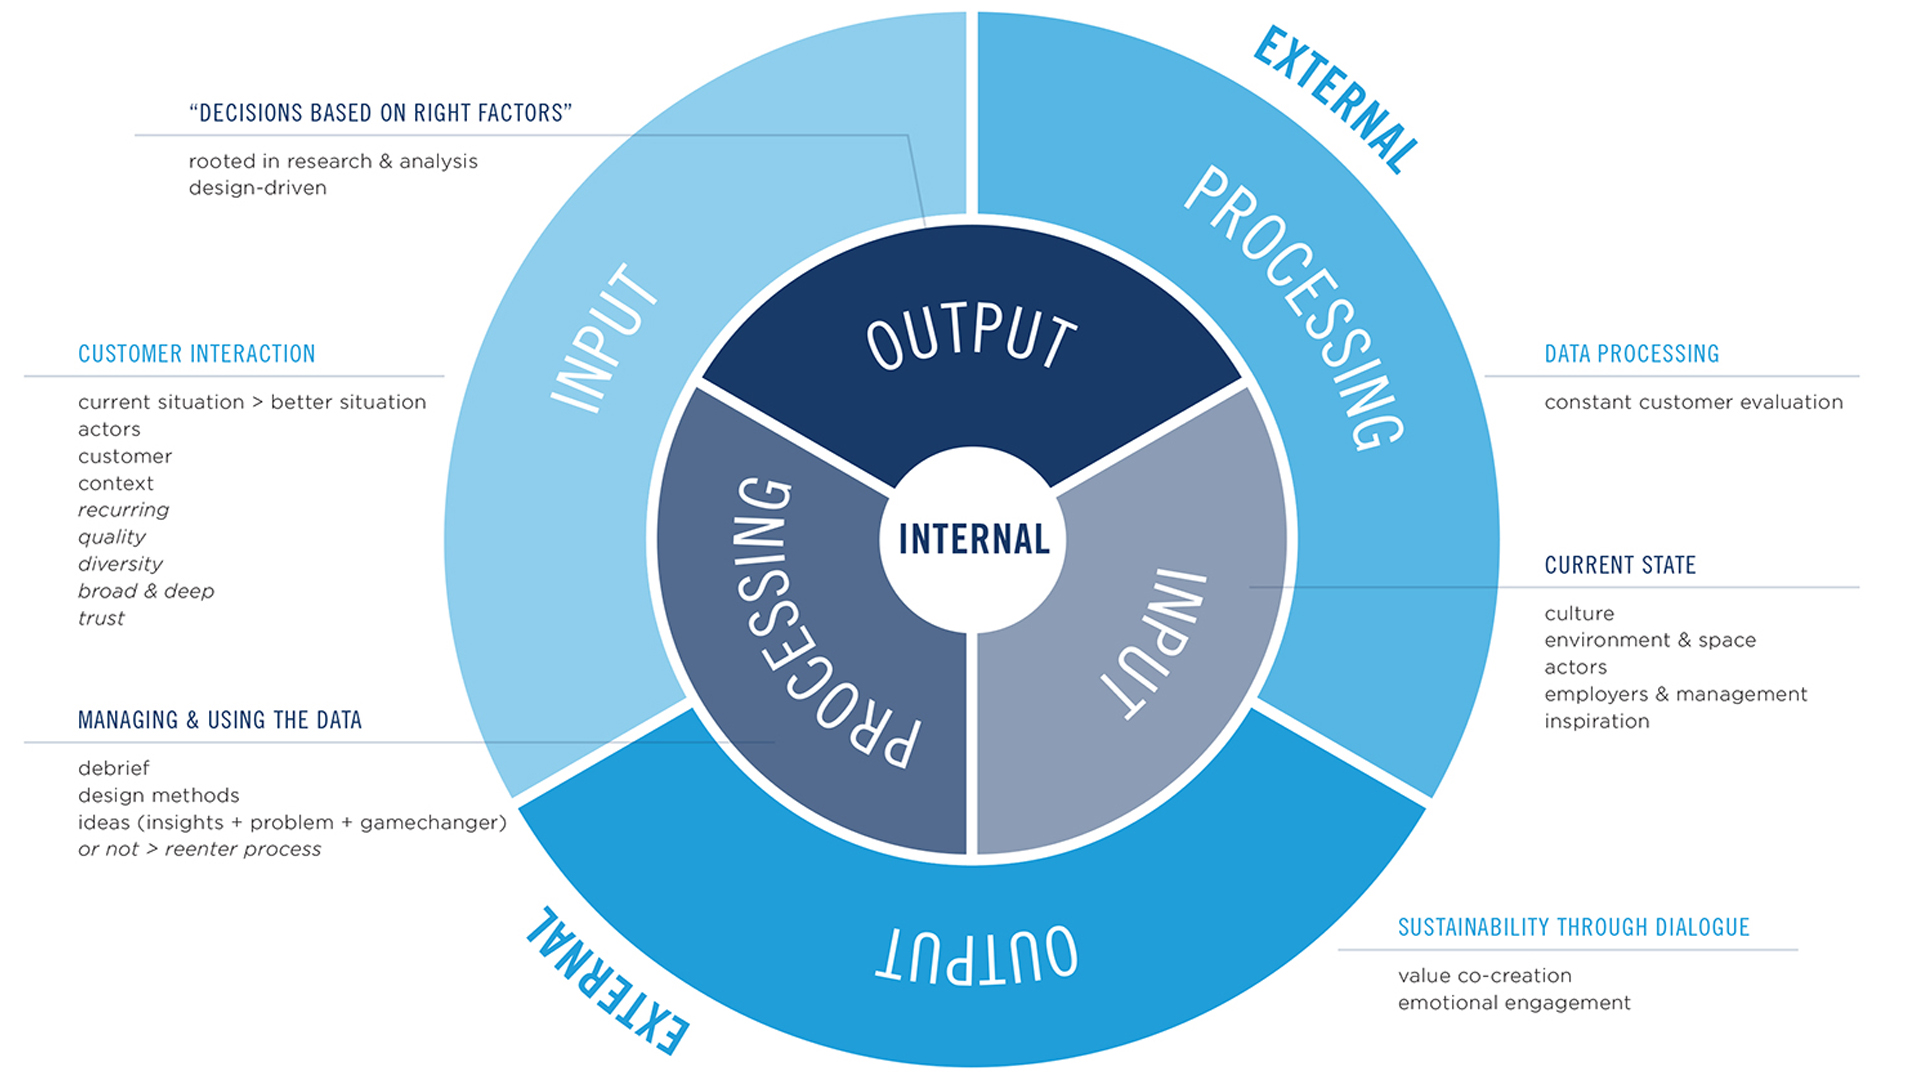 EXTERNAL
“DECISIONS BASED ON RIGHT FACTORS”
rooted in research & analysis
design-driven
PROCESSING
INPUT
OUTPUT
CUSTOMER INTERACTION
current situation > better situation
actors
customer
context
recurring
quality
diversity
broad & deep
trust
DATA PROCESSING
constant customer evaluation
PROCESSING
INTERNAL
INPUT
CURRENT STATE
culture
environment & space
actors
employers & management
inspiration
MANAGING & USING THE DATA
debrief
design methods
ideas (insights + problem + gamechanger)
or not > reenter process
OUTPUT
EXTERNAL
SUSTAINABILITY THROUGH DIALOGUE
value co-creation
emotional engagement